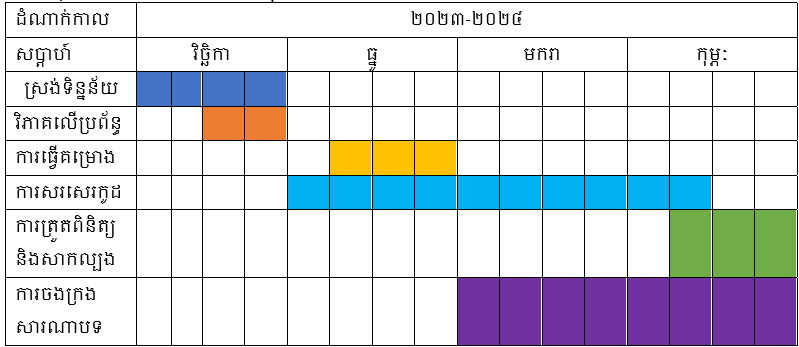 ដំណាក់កាល ២០២៣-២០២៤
សប្តាហ៍ វិច្ឆិកា ធ្នូ មករា កុម្ភៈ
ស្រង់ទិន្នន័យ
វិភាគលើប្រព័ន្ធ
ការធ្វើគម្រោង
ការសរសេរកូដ
ការត្រួតពិនិត្យ
និងសាកល្បង
ការចងក្រង
សារណាបទ